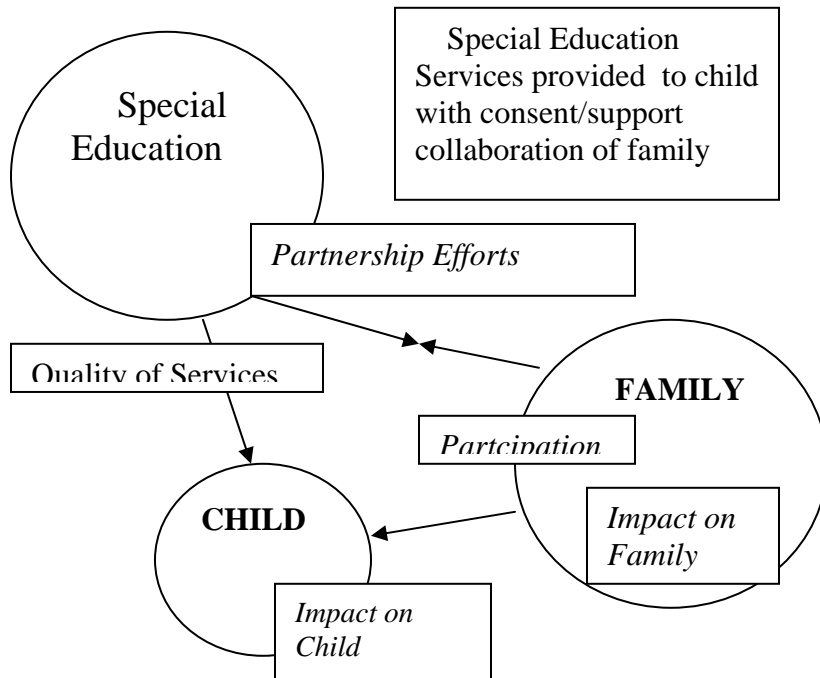 Special
Education
Special Education
Services provided to child
with consent/support
collaboration of family
Partnership Efforts
Quality of Services
FAMILY
Partcipation
CHILD
Impact on
Family
Impact on
Child